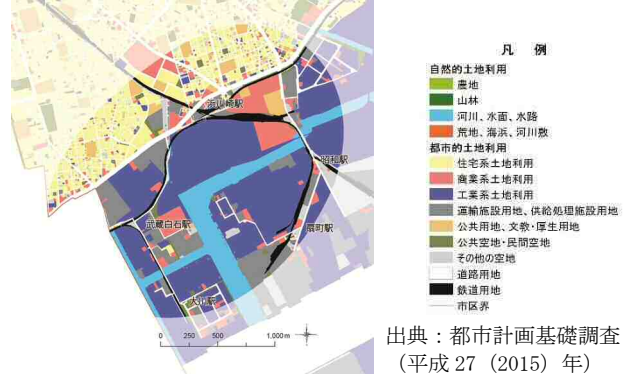 浜川崎駅
昭和駅
武蔵白石駅
扇町駅
大川駅
0 250 500 1,000m
凡 例
自然的土地利用
農地
山林
河川、水面、水路
荒地、海浜、河川敷
都市的土地利用
住宅系土地利用
商業系土地利用
工業系土地利用
運輸施設用地、供給処理施設用地
公共用地、文教・厚生用地
公共空地・民間空地
その他の空地
道路用地
鉄道用地
市区界
出典：都市計画基礎調査
（平成 27（2015）年）